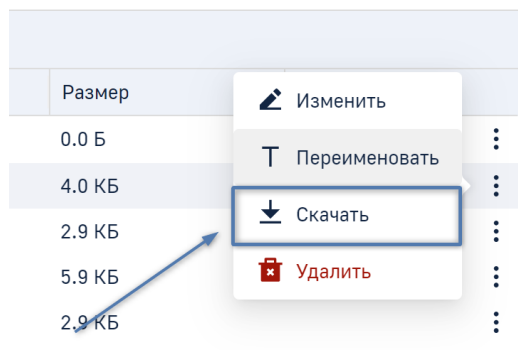 Размер
Изменить
0.0 Б
Переименовать
4.0 КБ
Скачать
2.9 КБ
5.9 КБ
Удалить
2.9 КБ